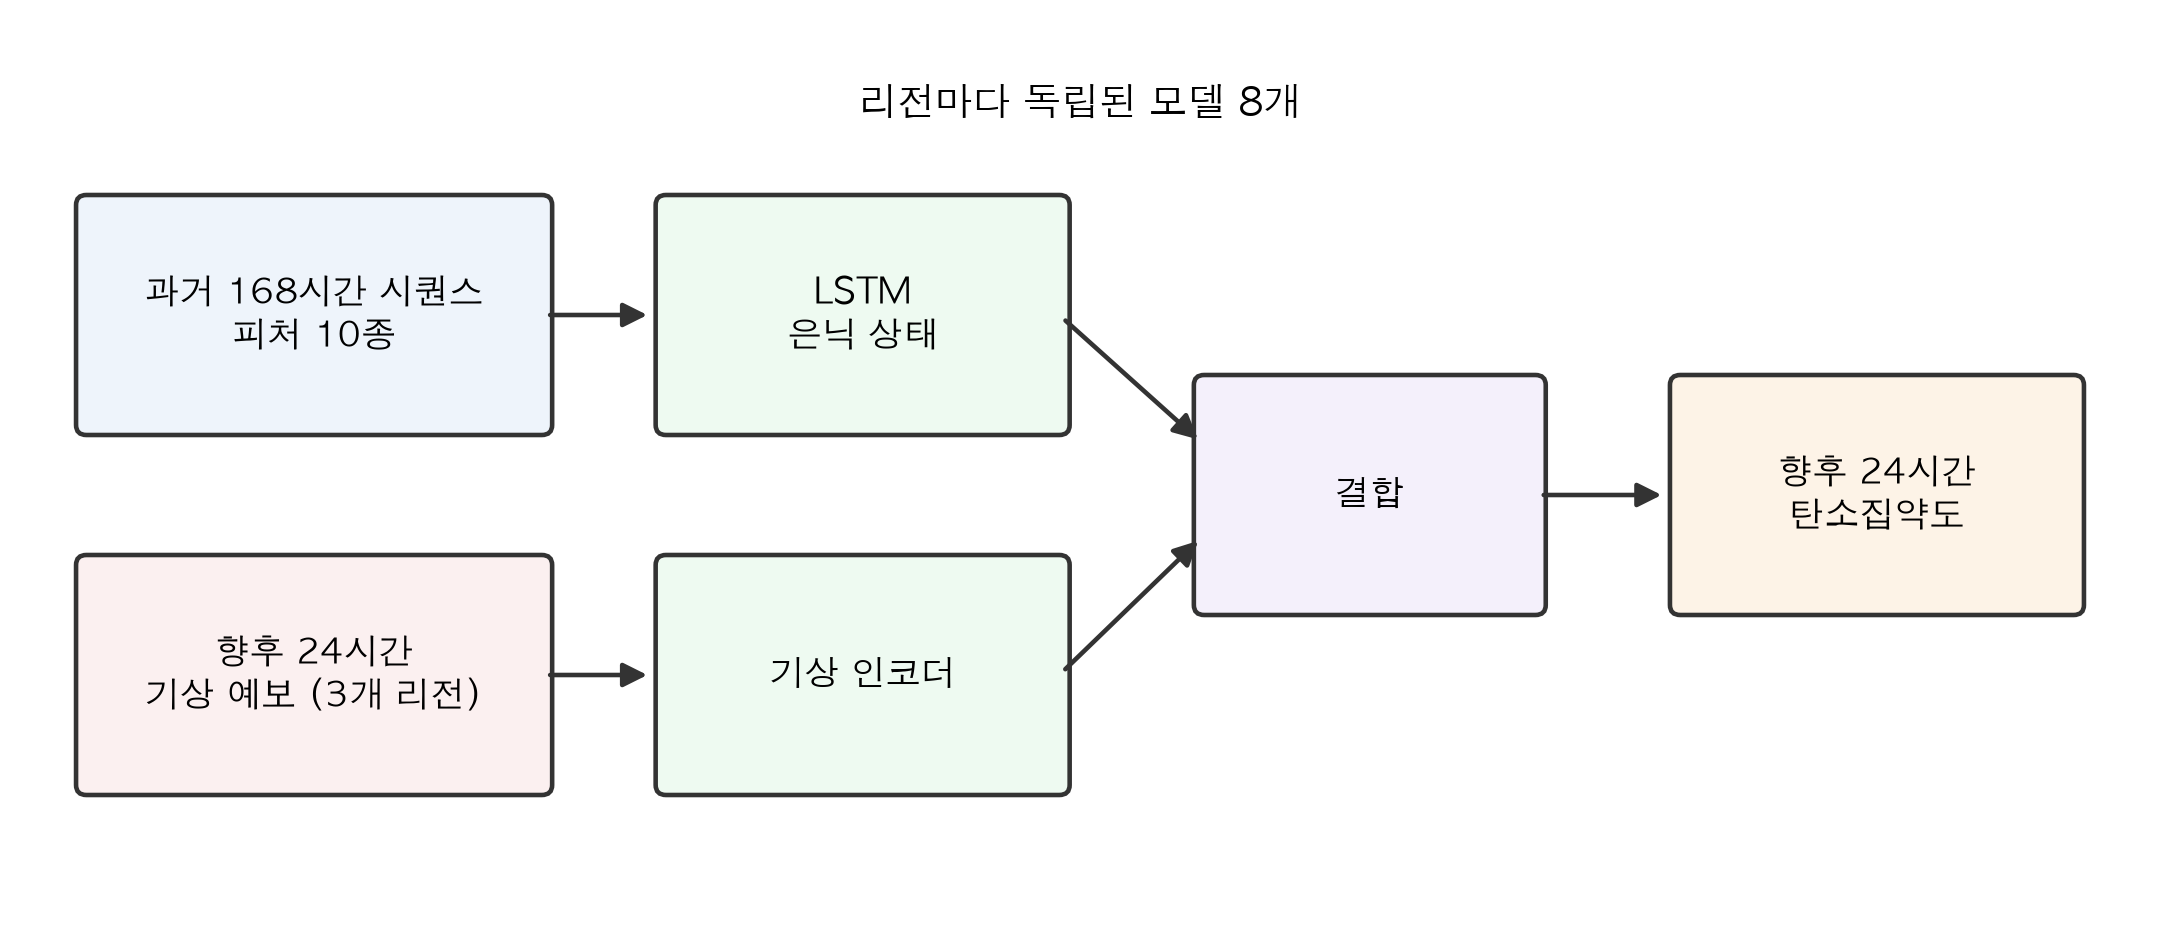 리전마다 독립된 모델 8개
과거 168시간 시퀀스
피처 10종
LSTM
은닉 상태
향후 24시간
기상 예보 (3개 리전)
기상 인코더
결합
향후 24시간
탄소집약도